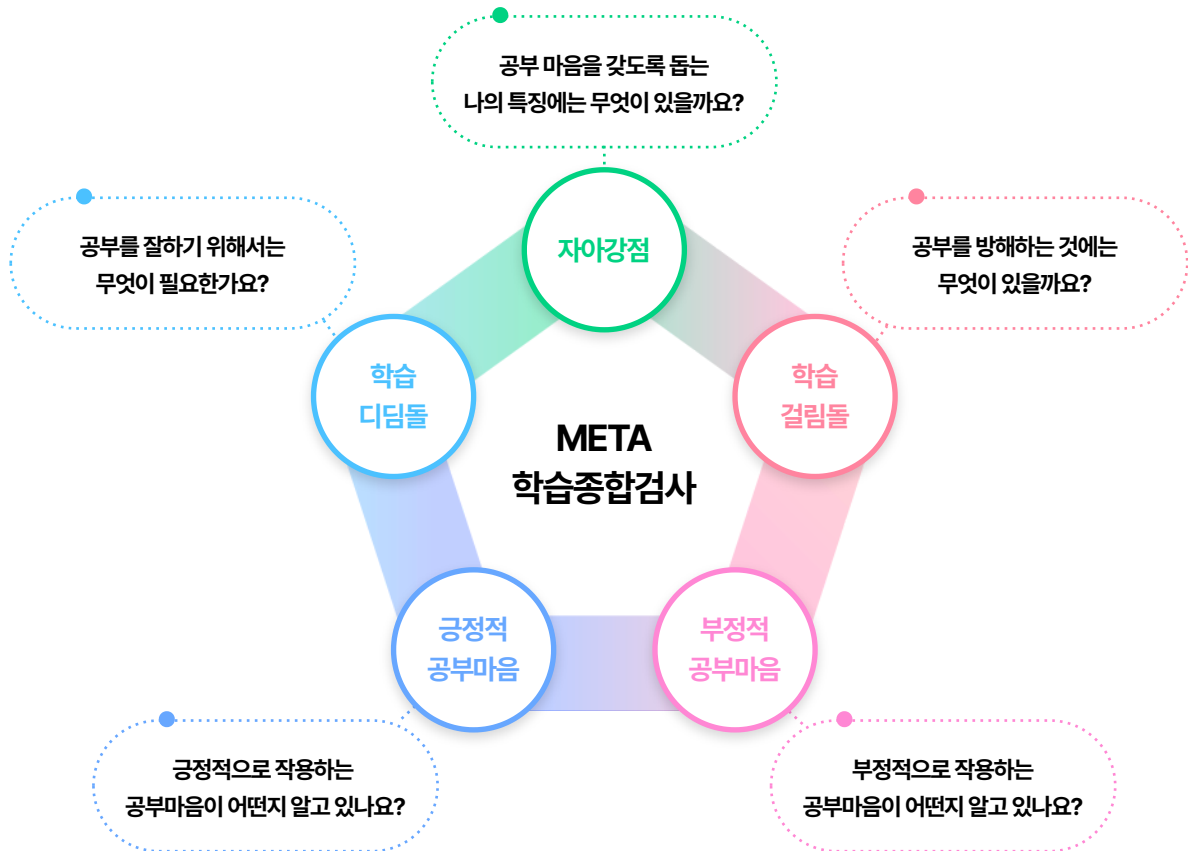 공부 마음을 갖도록 돕는
나의 특징에는 무엇이 있을까요?
자아강점
공부를 잘하기 위해서는
무엇이 필요한가요?
공부를 방해하는 것에는
무엇이 있을까요?
학습
디딤돌
학습
걸림돌
META
학습종합검사
긍정적
공부마음
부정적
공부마음
긍정적으로 작용하는
공부마음이 어떤지 알고 있나요?
부정적으로 작용하는
공부마음이 어떤지 알고 있나요?